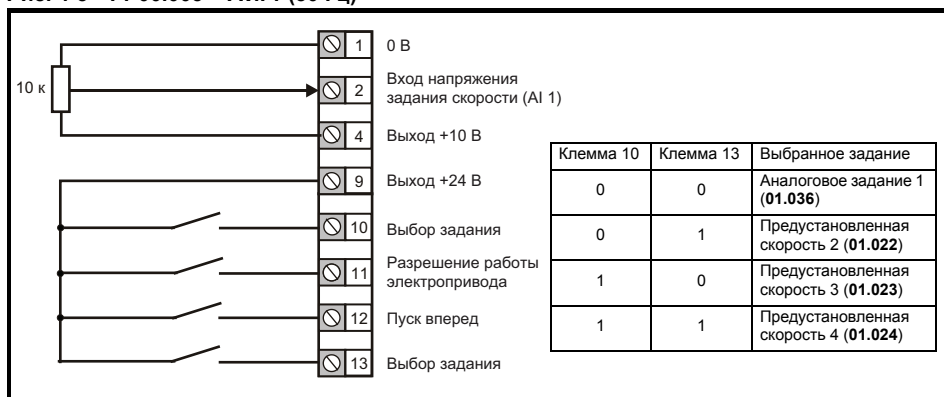 10 к
1 0 В
2 Вход напряжения
задания скорости (AI 1)
4 Выход +10 В
9 Выход +24 В
10 Выбор задания
11 Разрешение работы
электропривода
12 Пуск вперед
13 Выбор задания
Клемма 10 Клемма 13 Выбранное задание
0 0 Аналоговое задание 1
(01.036)
0 1 Предустановленная
скорость 2 (01.022)
1 0 Предустановленная
скорость 3 (01.023)
1 1 Предустановленная
скорость 4 (01.024)